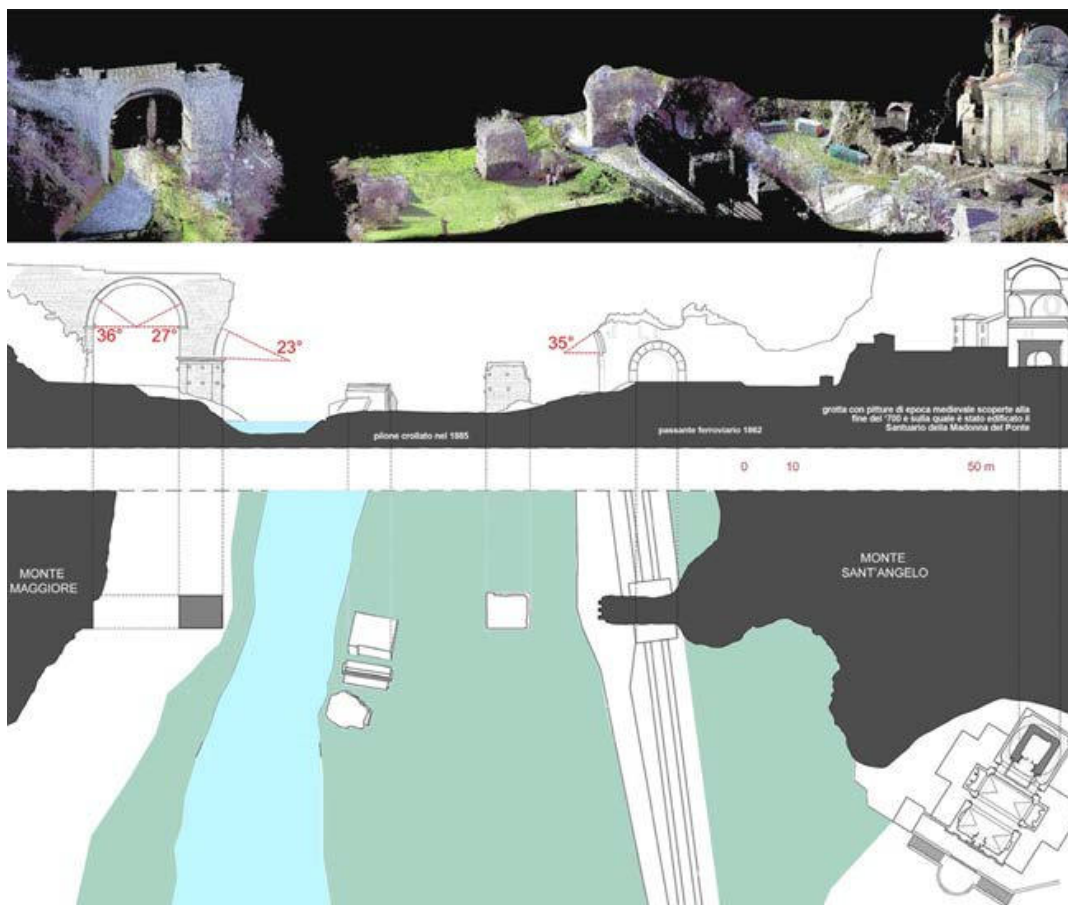 36°
27°
23°
35°
pilone crollato nel 1885
passante ferroviario 1862
grotta con pitture di epoca medievale scoperte alla
fine del '700 e sulla quale è stato edificato il
Santuario della Madonna del Ponte
0 10 50 m
MONTE
MAGGIORE
MONTE
SANT'ANGELO